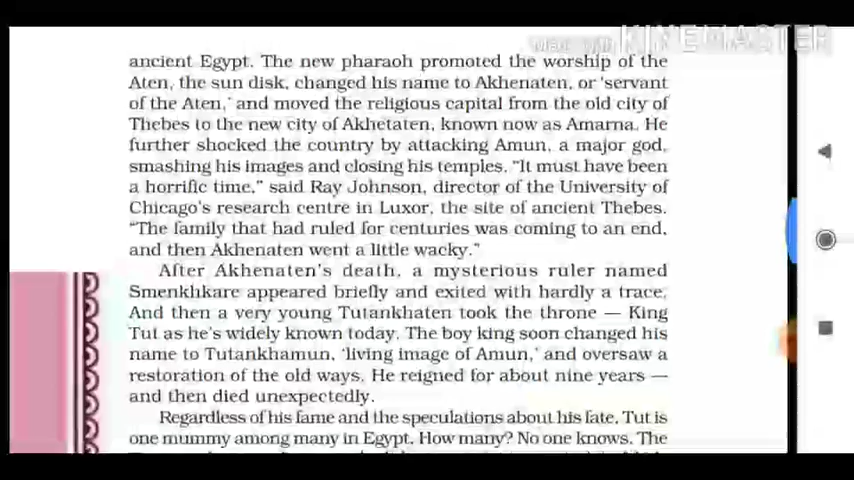 Made with KINEMASTER
ancient Egypt. The new pharaoh promoted the worship of the
Aten, the sun disk, changed his name to Akhenaten, or ‘servant
of the Aten,’ and moved the religious capital from the old city of
Thebes to the new city of Akhetaten, known now as Amarna. He
further shocked the country by attacking Amun, a major god,
smashing his images and closing his temples. “It must have been
a horrific time,” said Ray Johnson, director of the University of
Chicago’s research centre in Luxor, the site of ancient Thebes.
“The family that had ruled for centuries was coming to an end,
and then Akhenaten went a little wacky.”
After Akhenaten’s death, a mysterious ruler named
Smenkhkare appeared briefly and exited with hardly a trace.
And then a very young Tutankhaten took the throne — King
Tut as he’s widely known today. The boy king soon changed his
name to Tutankhamun, ‘living image of Amun,’ and oversaw a
restoration of the old ways. He reigned for about nine years —
and then died unexpectedly.
Regardless of his fame and the speculations about his fate, Tut is
one mummy among many in Egypt. How many? No one knows. The